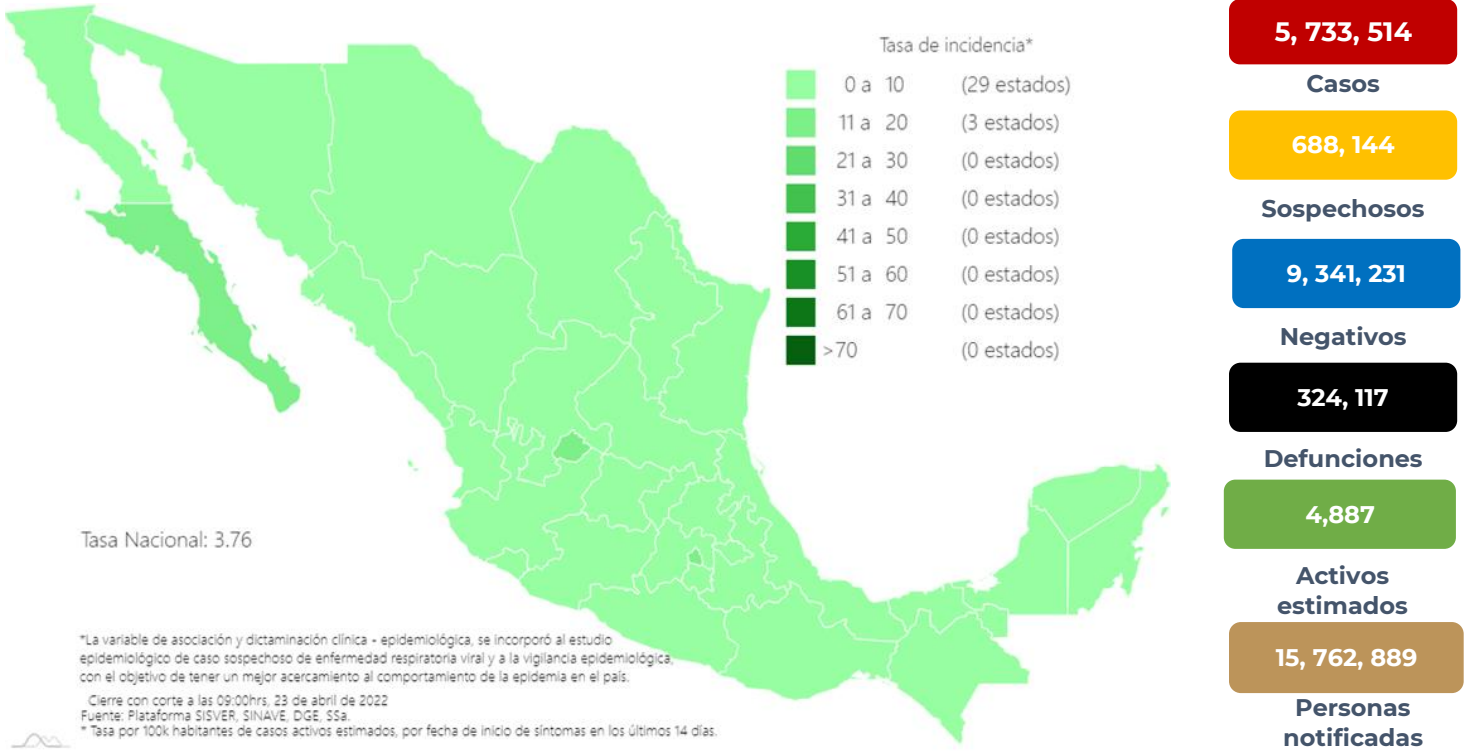 Tasa de incidencia*
0 a 10 (29 estados)
11 a 20 (3 estados)
21 a 30 (0 estados)
31 a 40 (0 estados)
41 a 50 (0 estados)
51 a 60 (0 estados)
61 a 70 (0 estados)
>70 (0 estados)
Tasa Nacional: 3.76
*La variable de asociación y dictaminación clínica - epidemiológica, se incorporó al estudio
epidemiológico de caso sospechoso de enfermedad respiratoria viral y a la vigilancia epidemiológica,
con el objetivo de tener un mejor acercamiento al comportamiento de la epidemia en el país.
Cierre con corte a las 09:00hrs, 23 de abril de 2022
Fuente: Plataforma SISVER, SINAVE, DGE, SSa.
* Tasa por 100k habitantes de casos activos estimados, por fecha de inicio de síntomas en los últimos 14 días.
5, 733, 514
Casos
688, 144
Sospechosos
9, 341, 231
Negativos
324, 117
Defunciones
4,887
Activos
estimados
15, 762, 889
Personas
notificadas